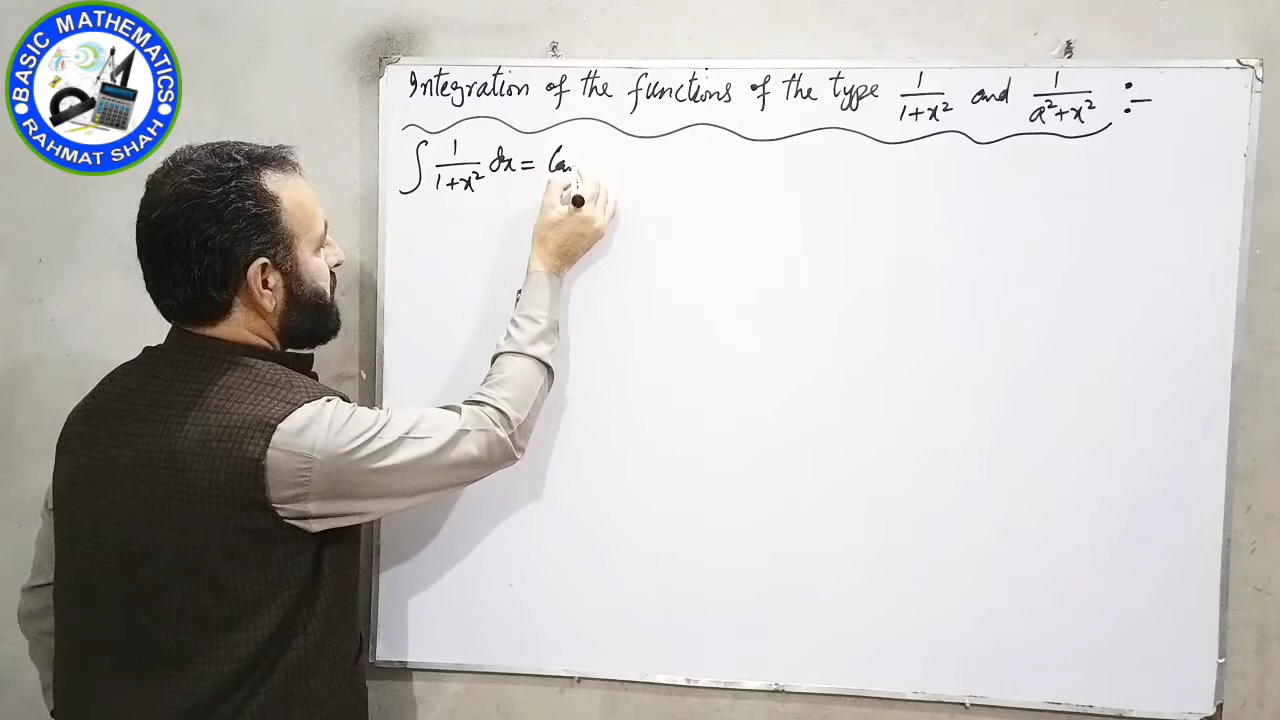 BASIC MATHEMATICS
RAHMAT SHAH
Integration of the functions of the type 1/(1+x²) and 1/(a²+x²) :-
∫ 1/(1+x²) dx =